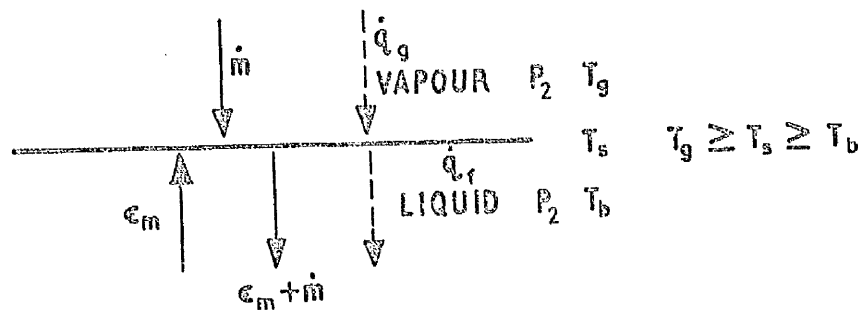 ṁ
q̇g
VAPOUR P₂ Tg
Ts Tg ≥ Ts ≥ Tb
q̇f
LIQUID P₂ Tb
ϵm
ϵm + ṁ